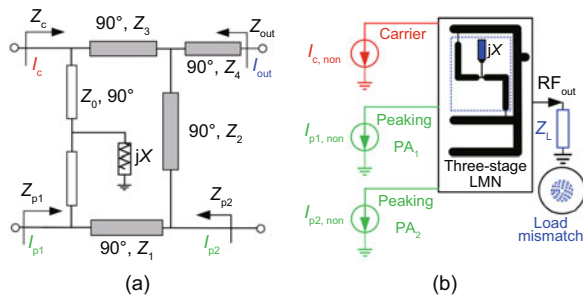 Z_c
90°, Z_3
Z_out
I_c
90°, Z_4
I_out
Z_0, 90°
90°, Z_2
jX
Z_p1
Z_p2
I_p1
90°, Z_1
I_p2
(a)
Carrier
I_c, non
jX
RF_out
Peaking
PA_1
I_p1, non
Z_L
Three-stage
LMN
Peaking
PA_2
I_p2, non
Load
mismatch
(b)